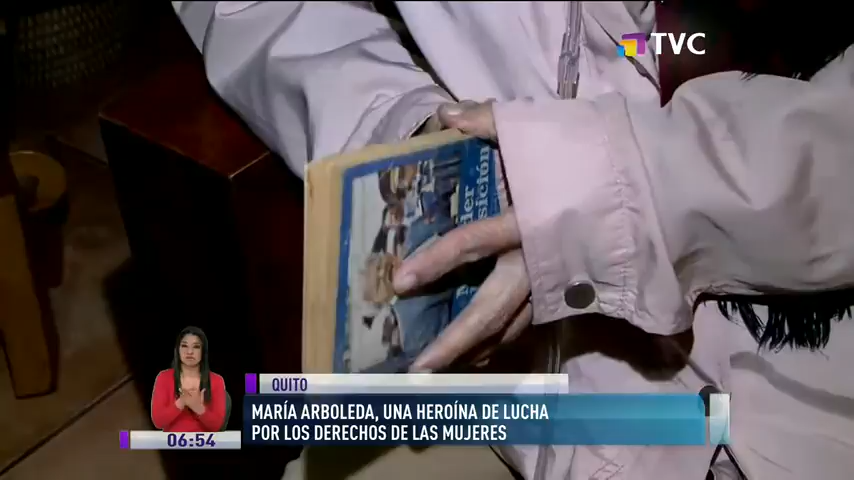 TVC
QUITO
MARÍA ARBOLEDA, UNA HEROÍNA DE LUCHA
POR LOS DERECHOS DE LAS MUJERES
06:54